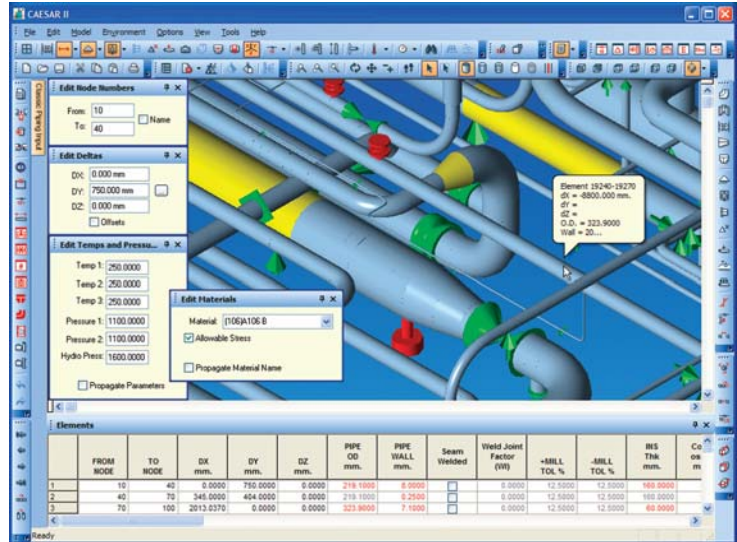 CAESAR II
File Edit Model Environment Options View Tools Help
Classic Piping Input
Edit Node Numbers
From: 10
To: 40
Name
Edit Deltas
DX: 0.000 mm
DY: 750.000 mm
DZ: 0.000 mm
Offsets
Edit Temps and Pressu...
Temp 1: 250.0000
Temp 2: 250.0000
Temp 3: 250.0000
Pressure 1: 1100.0000
Pressure 2: 1100.0000
Hydro Press: 1600.0000
Propagate Parameters
Edit Materials
Material: (106)A106 B
Allowable Stress
Propagate Material Name
Element 19240-19270
dX = -8800.000 mm.
dY =
dZ =
O.D. = 323.9000
Wall = 20...
Elements
FROM NODE TO NODE DX mm. DY mm. DZ mm. PIPE OD mm. PIPE WALL mm. Seam Welded Weld Joint Factor (Wl) +MILL TOL % -MILL TOL % INS Thk mm.
1 10 40 0.0000 750.0000 0.0000 219.1000 8.0000 0.0000 12.5000 12.5000 160.0000
2 40 70 345.0000 404.0000 0.0000 219.1000 0.2500 0.0000 12.5000 12.5000 160.0000
3 70 100 2013.0370 0.0000 0.0000 323.9000 7.1000 0.0000 12.5000 12.5000 60.0000
Ready